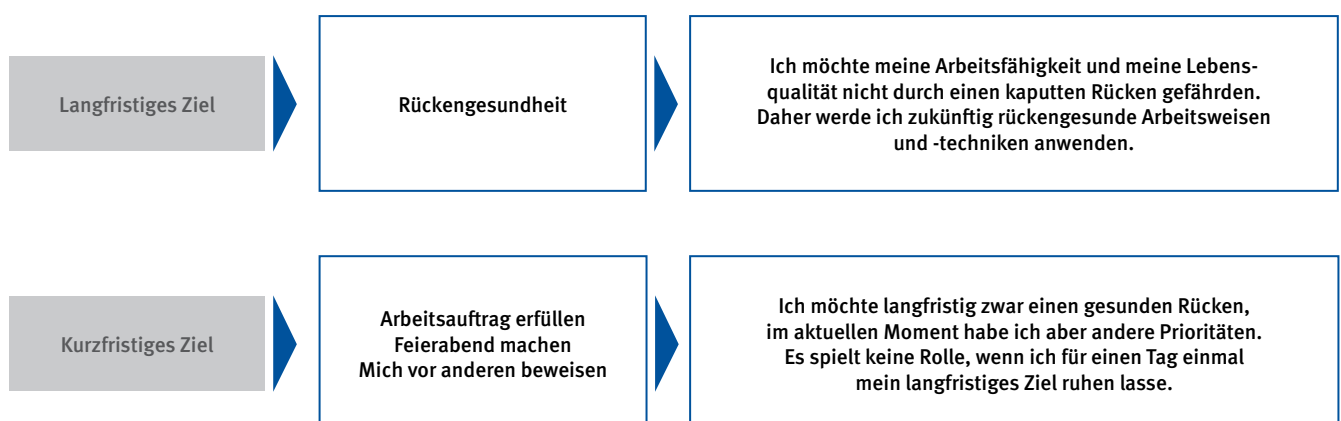 Langfristiges Ziel
Rückengesundheit
Ich möchte meine Arbeitsfähigkeit und meine Lebens-
qualität nicht durch einen kaputten Rücken gefährden.
Daher werde ich zukünftig rückengesunde Arbeitsweisen
und -techniken anwenden.
Kurzfristiges Ziel
Arbeitsauftrag erfüllen
Feierabend machen
Mich vor anderen beweisen
Ich möchte langfristig zwar einen gesunden Rücken,
im aktuellen Moment habe ich aber andere Prioritäten.
Es spielt keine Rolle, wenn ich für einen Tag einmal
mein langfristiges Ziel ruhen lasse.